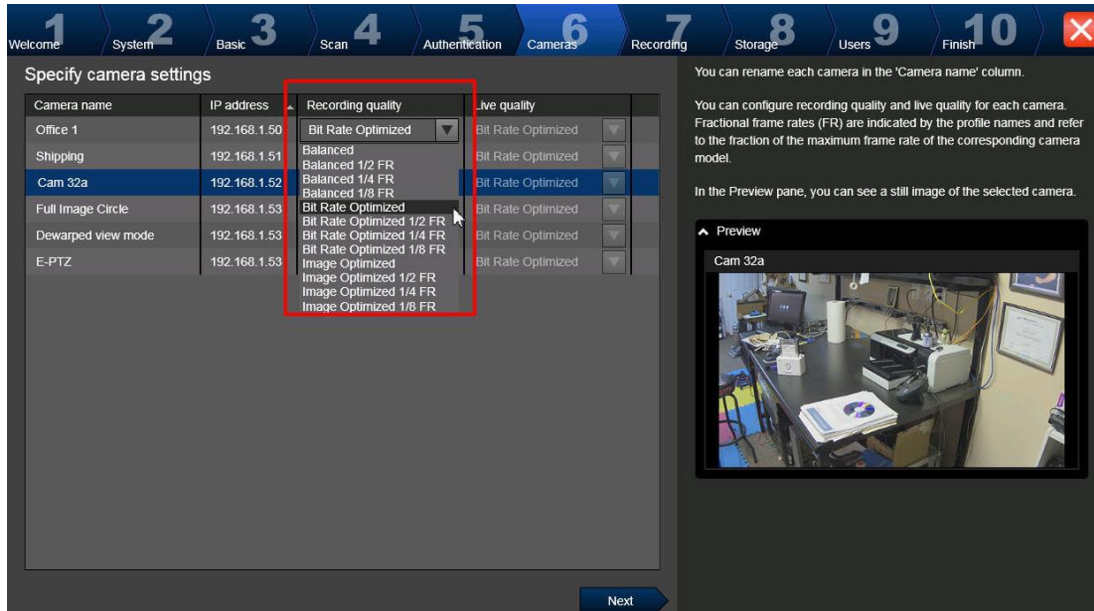 Welcome 1
System 2
Basic 3
Scan 4
Authentication 5
Cameras 6
Recording 7
Storage 8
Users 9
Finish 10
Specify camera settings
Camera name IP address Recording quality Live quality
Office 1 192.168.1.50 Bit Rate Optimized Bit Rate Optimized
Shipping 192.168.1.51 Bit Rate Optimized
Cam 32a 192.168.1.52 Bit Rate Optimized
Full Image Circle 192.168.1.53 Bit Rate Optimized
Dewarped view mode 192.168.1.53 Bit Rate Optimized
E-PTZ 192.168.1.53 Bit Rate Optimized
Balanced
Balanced 1/2 FR
Balanced 1/4 FR
Balanced 1/8 FR
Bit Rate Optimized
Bit Rate Optimized 1/2 FR
Bit Rate Optimized 1/4 FR
Bit Rate Optimized 1/8 FR
Image Optimized
Image Optimized 1/2 FR
Image Optimized 1/4 FR
Image Optimized 1/8 FR
Next
You can rename each camera in the 'Camera name' column.
You can configure recording quality and live quality for each camera.
Fractional frame rates (FR) are indicated by the profile names and refer
to the fraction of the maximum frame rate of the corresponding camera
model.
In the Preview pane, you can see a still image of the selected camera.
Preview
Cam 32a